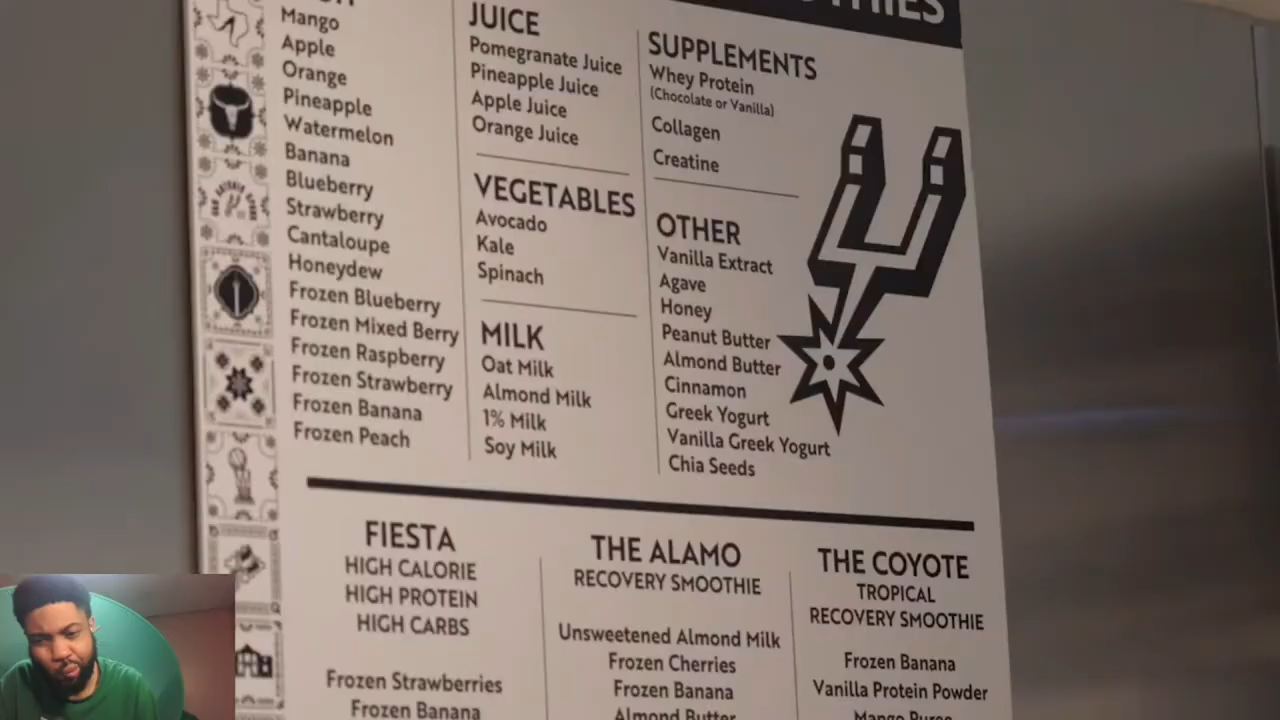 Mango
Apple
Orange
Pineapple
Watermelon
Banana
Blueberry
Strawberry
Cantaloupe
Honeydew
Frozen Blueberry
Frozen Mixed Berry
Frozen Raspberry
Frozen Strawberry
Frozen Banana
Frozen Peach
JUICE
Pomegranate Juice
Pineapple Juice
Apple Juice
Orange Juice
VEGETABLES
Avocado
Kale
Spinach
MILK
Oat Milk
Almond Milk
1% Milk
Soy Milk
SUPPLEMENTS
Whey Protein
(Chocolate or Vanilla)
Collagen
Creatine
OTHER
Vanilla Extract
Agave
Honey
Peanut Butter
Almond Butter
Cinnamon
Greek Yogurt
Vanilla Greek Yogurt
Chia Seeds
FIESTA
HIGH CALORIE
HIGH PROTEIN
HIGH CARBS
Frozen Strawberries
Frozen Banana
THE ALAMO
RECOVERY SMOOTHIE
Unsweetened Almond Milk
Frozen Cherries
Frozen Banana
Almond Butter
THE COYOTE
TROPICAL
RECOVERY SMOOTHIE
Frozen Banana
Vanilla Protein Powder
Mango Puree